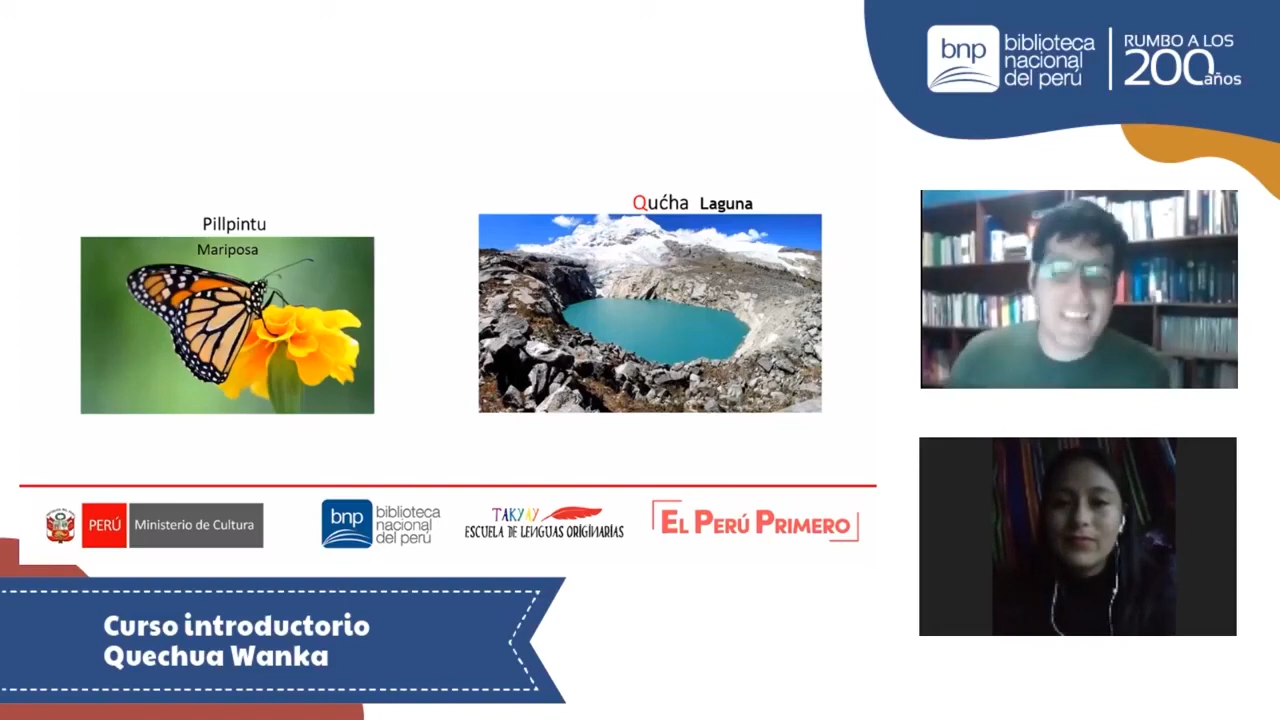 bnp
biblioteca
nacional
del perú
RUMBO A LOS
200 años
Qućha Laguna
Pillpintu
Mariposa
PERÚ
Ministerio de Cultura
bnp
biblioteca
nacional
del perú
TAKYAY
ESCUELA DE LENGUAS ORIGINARIAS
EL PERÚ PRIMERO
Curso introductorio
Quechua Wanka